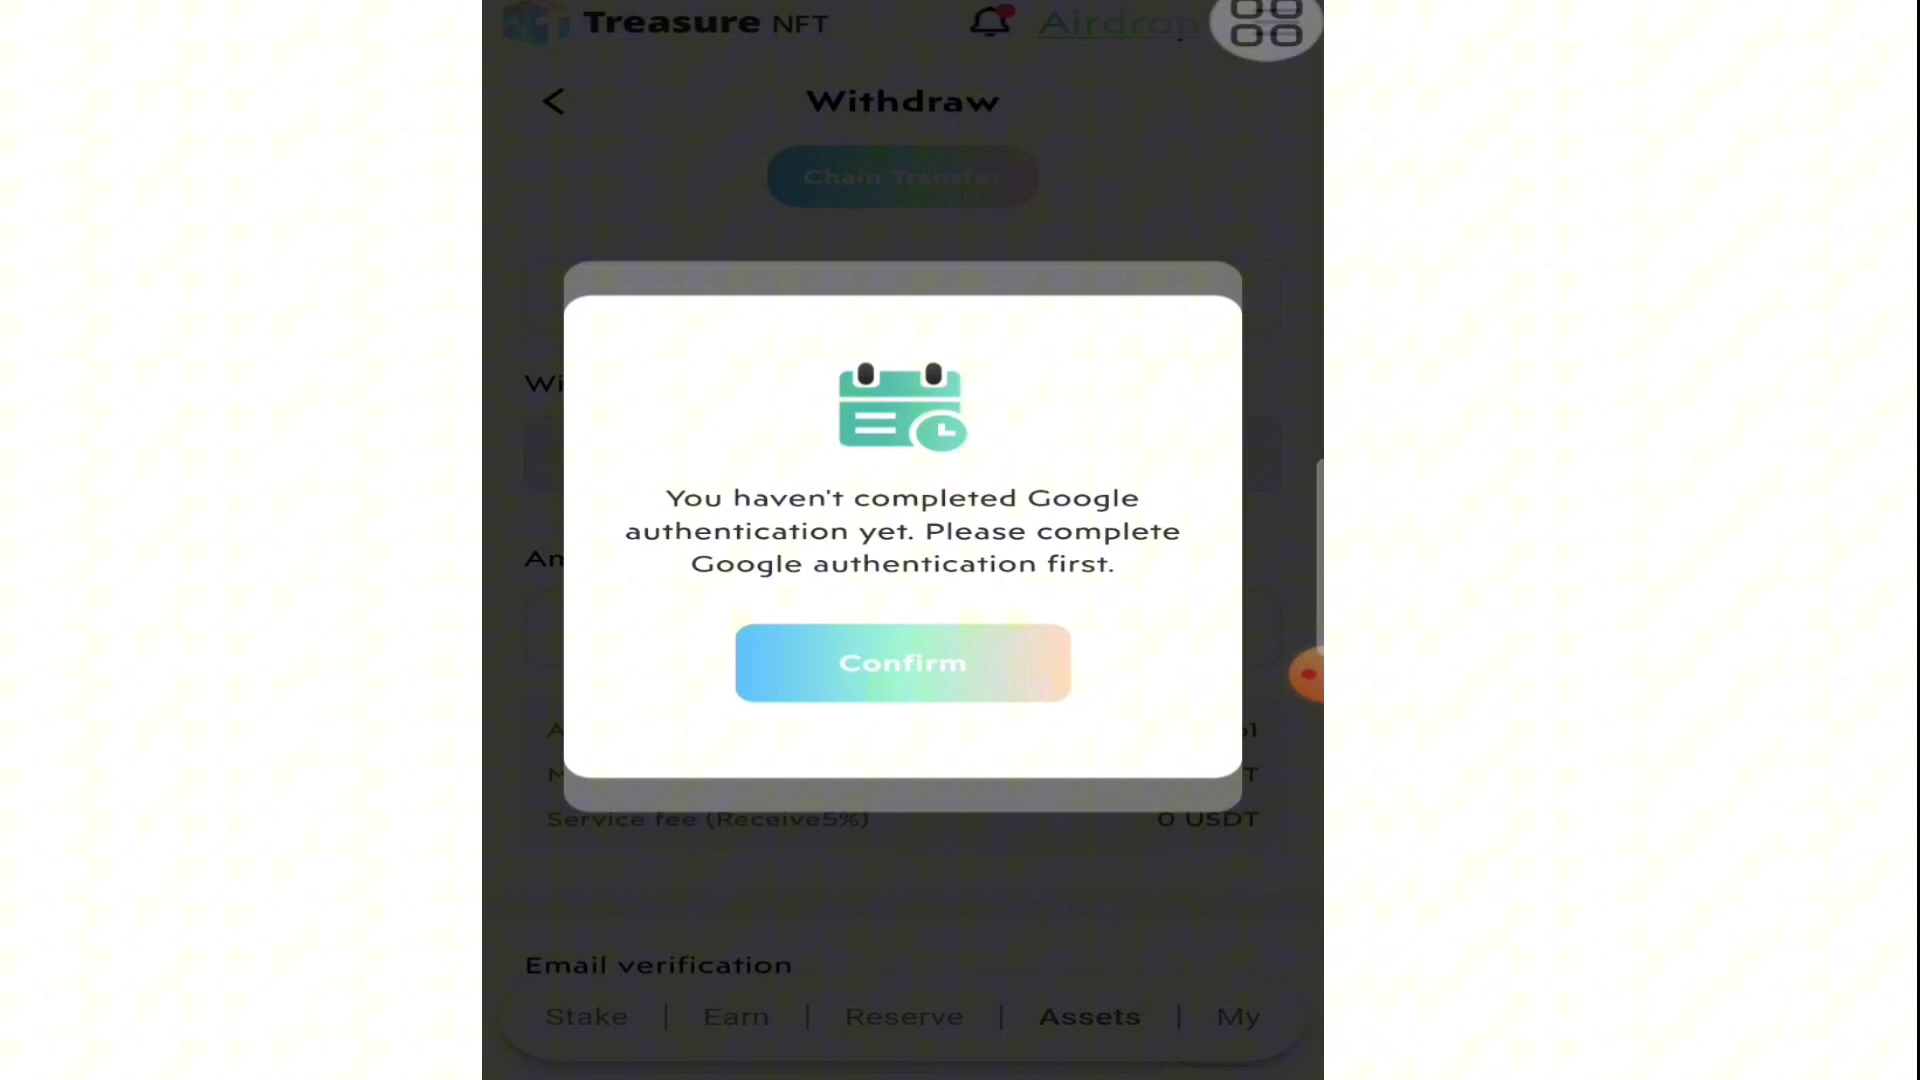 Treasure NFT
Airdrop
Withdraw
Chain Transfer
You haven't completed Google
authentication yet. Please complete
Google authentication first.
Confirm
Service fee (Receive5%) 0 USDT
Email verification
Stake | Earn | Reserve | Assets | My